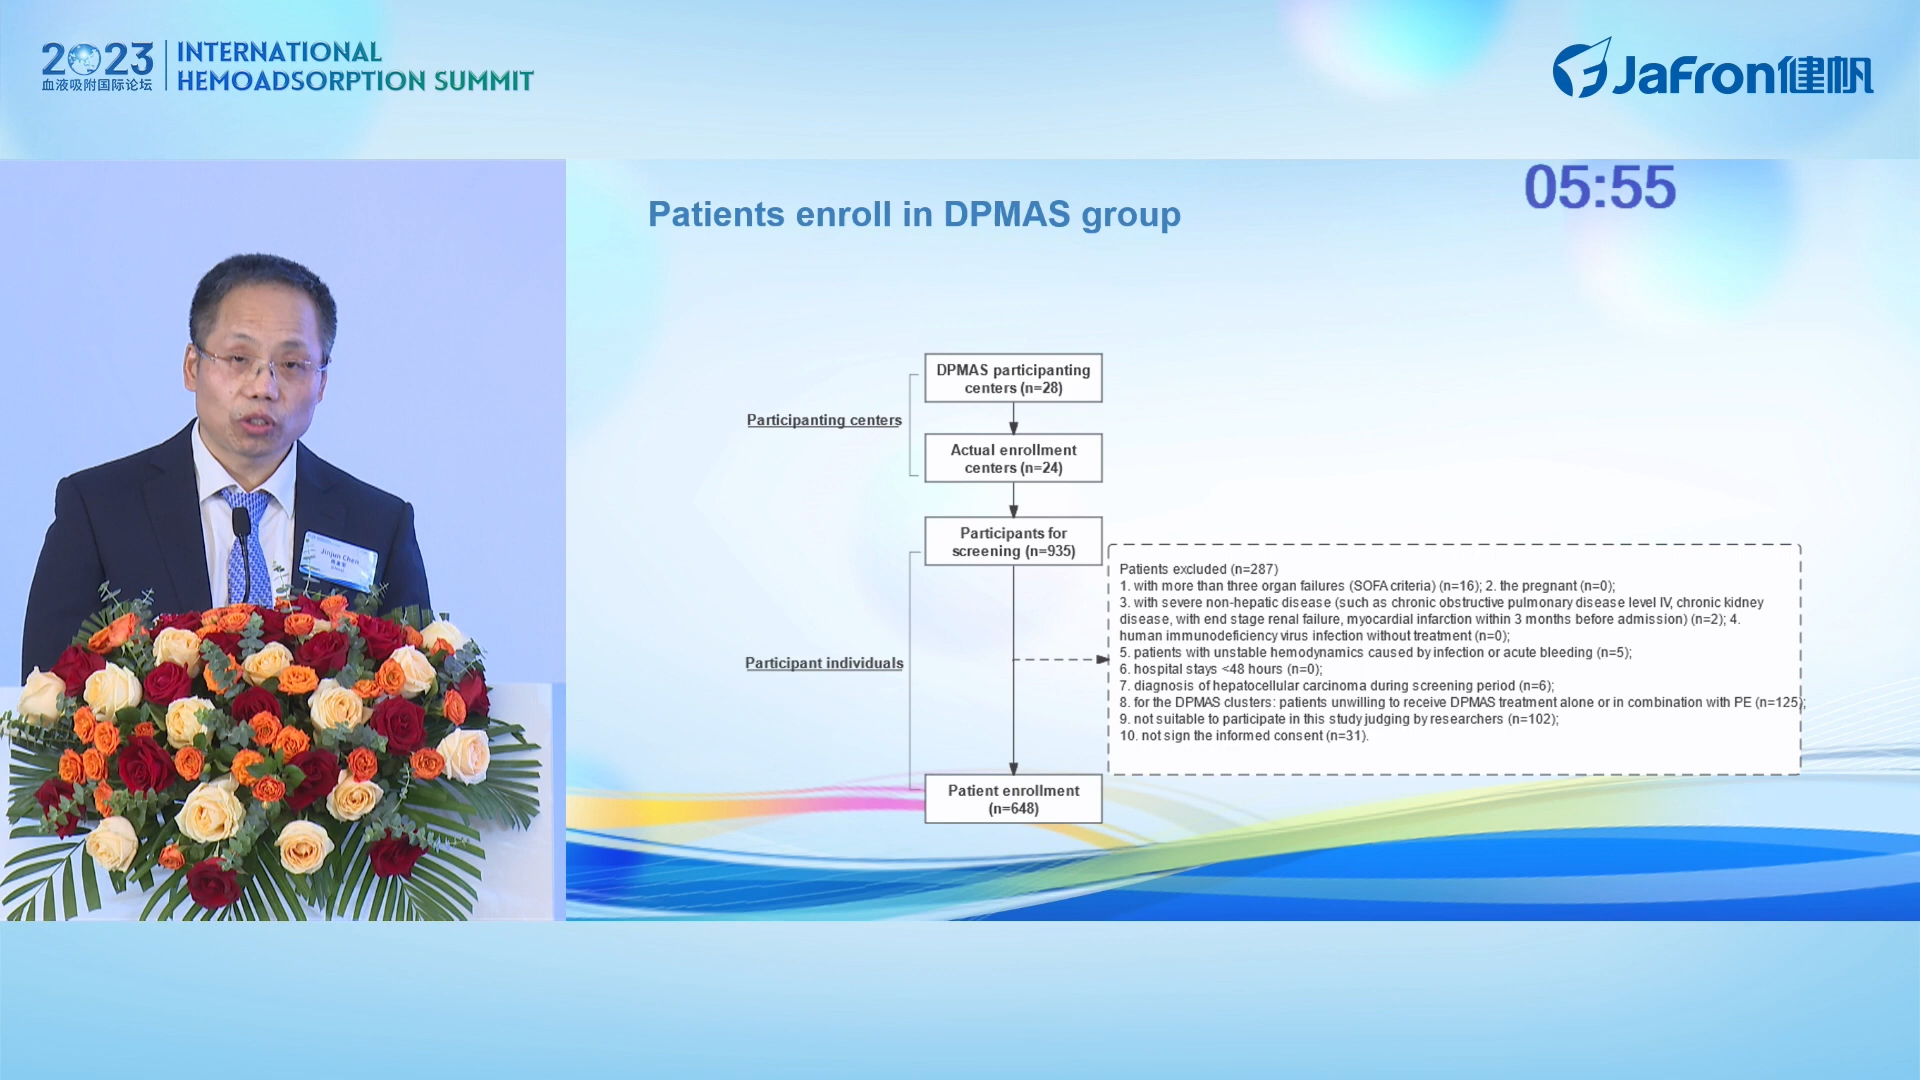 2023
血液吸附国际论坛
INTERNATIONAL
HEMOADSORPTION SUMMIT
JaFron健帆
05:55
Patients enroll in DPMAS group
DPMAS participanting
centers (n=28)
Participanting centers
Actual enrollment
centers (n=24)
Participants for
screening (n=935)
Patients excluded (n=287)
1. with more than three organ failures (SOFA criteria) (n=16); 2. the pregnant (n=0);
3. with severe non-hepatic disease (such as chronic obstructive pulmonary disease level IV, chronic kidney
disease, with end stage renal failure, myocardial infarction within 3 months before admission) (n=2); 4.
human immunodeficiency virus infection without treatment (n=0);
5. patients with unstable hemodynamics caused by infection or acute bleeding (n=5);
6. hospital stays <48 hours (n=0);
7. diagnosis of hepatocellular carcinoma during screening period (n=6);
8. for the DPMAS clusters: patients unwilling to receive DPMAS treatment alone or in combination with PE (n=125);
9. not suitable to participate in this study judging by researchers (n=102);
10. not sign the informed consent (n=31).
Participant individuals
Patient enrollment
(n=648)
Jinjun Chen